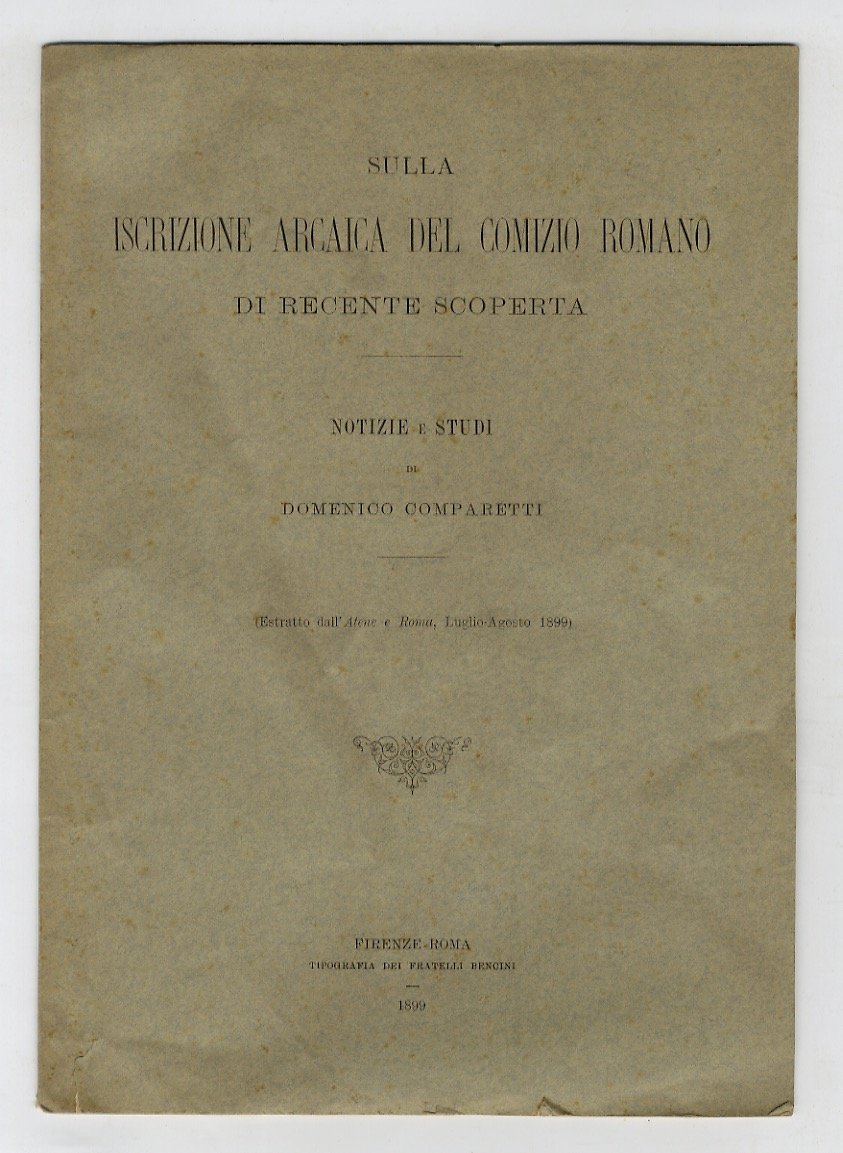 SULLA
ISCRIZIONE ARCAICA DEL COMIZIO ROMANO
DI RECENTE SCOPERTA
NOTIZIE E STUDI
DI
DOMENICO COMPARETTI
(Estratto dall'Atene e Roma, Luglio-Agosto 1899)
FIRENZE-ROMA
TIPOGRAFIA DEI FRATELLI BENCINI
1899